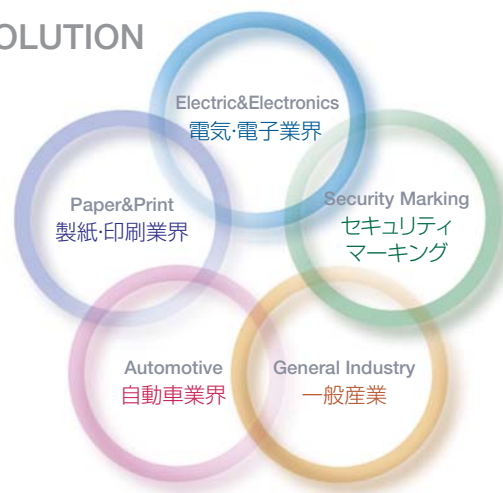 OLUTION
Electric&Electronics
電気·電子業界
Paper&Print
製紙·印刷業界
Security Marking
セキュリティ
マーキング
Automotive
自動車業界
General Industry
一般産業